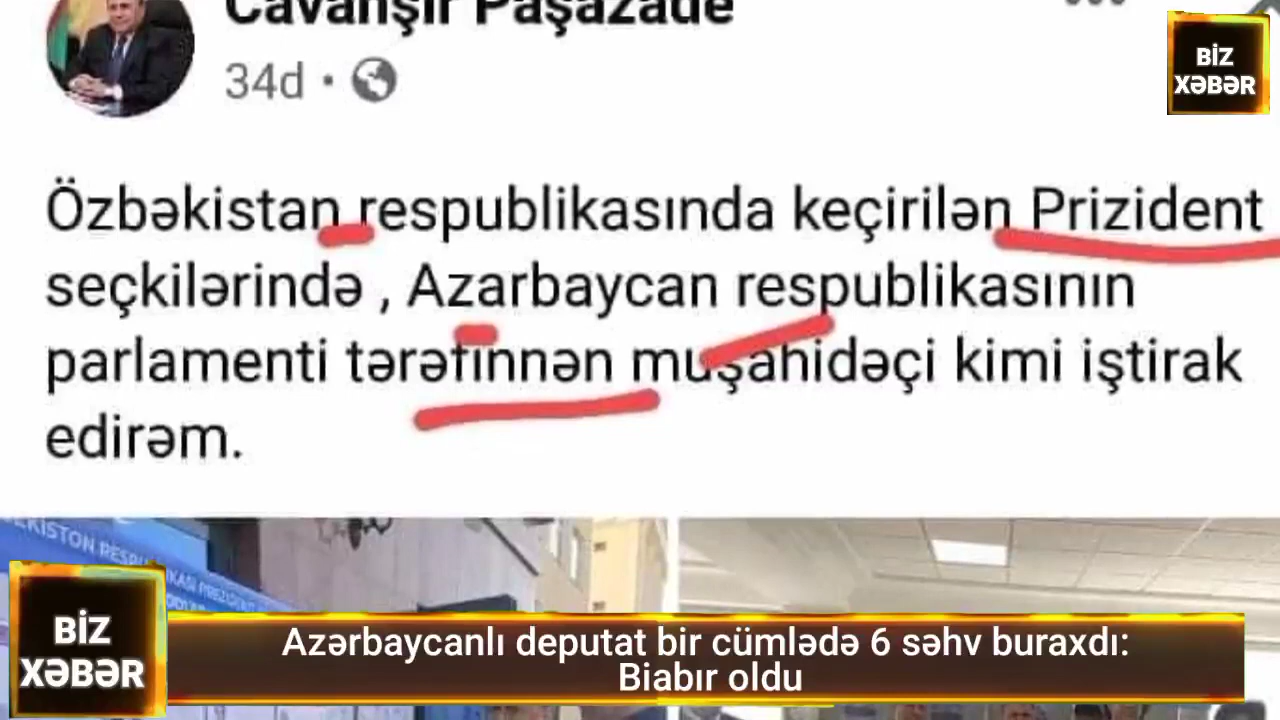 Cavanşir Paşazadə
34d ·
BİZ
XƏBƏR
Özbəkistan respublikasında keçirilən Prizident
seçkilərində , Azarbaycan respublikasının
parlamenti tərəfinnən muşahidəçi kimi iştirak
edirəm.
BİZ
XƏBƏR
Azərbaycanlı deputat bir cümlədə 6 səhv buraxdı:
Biabır oldu